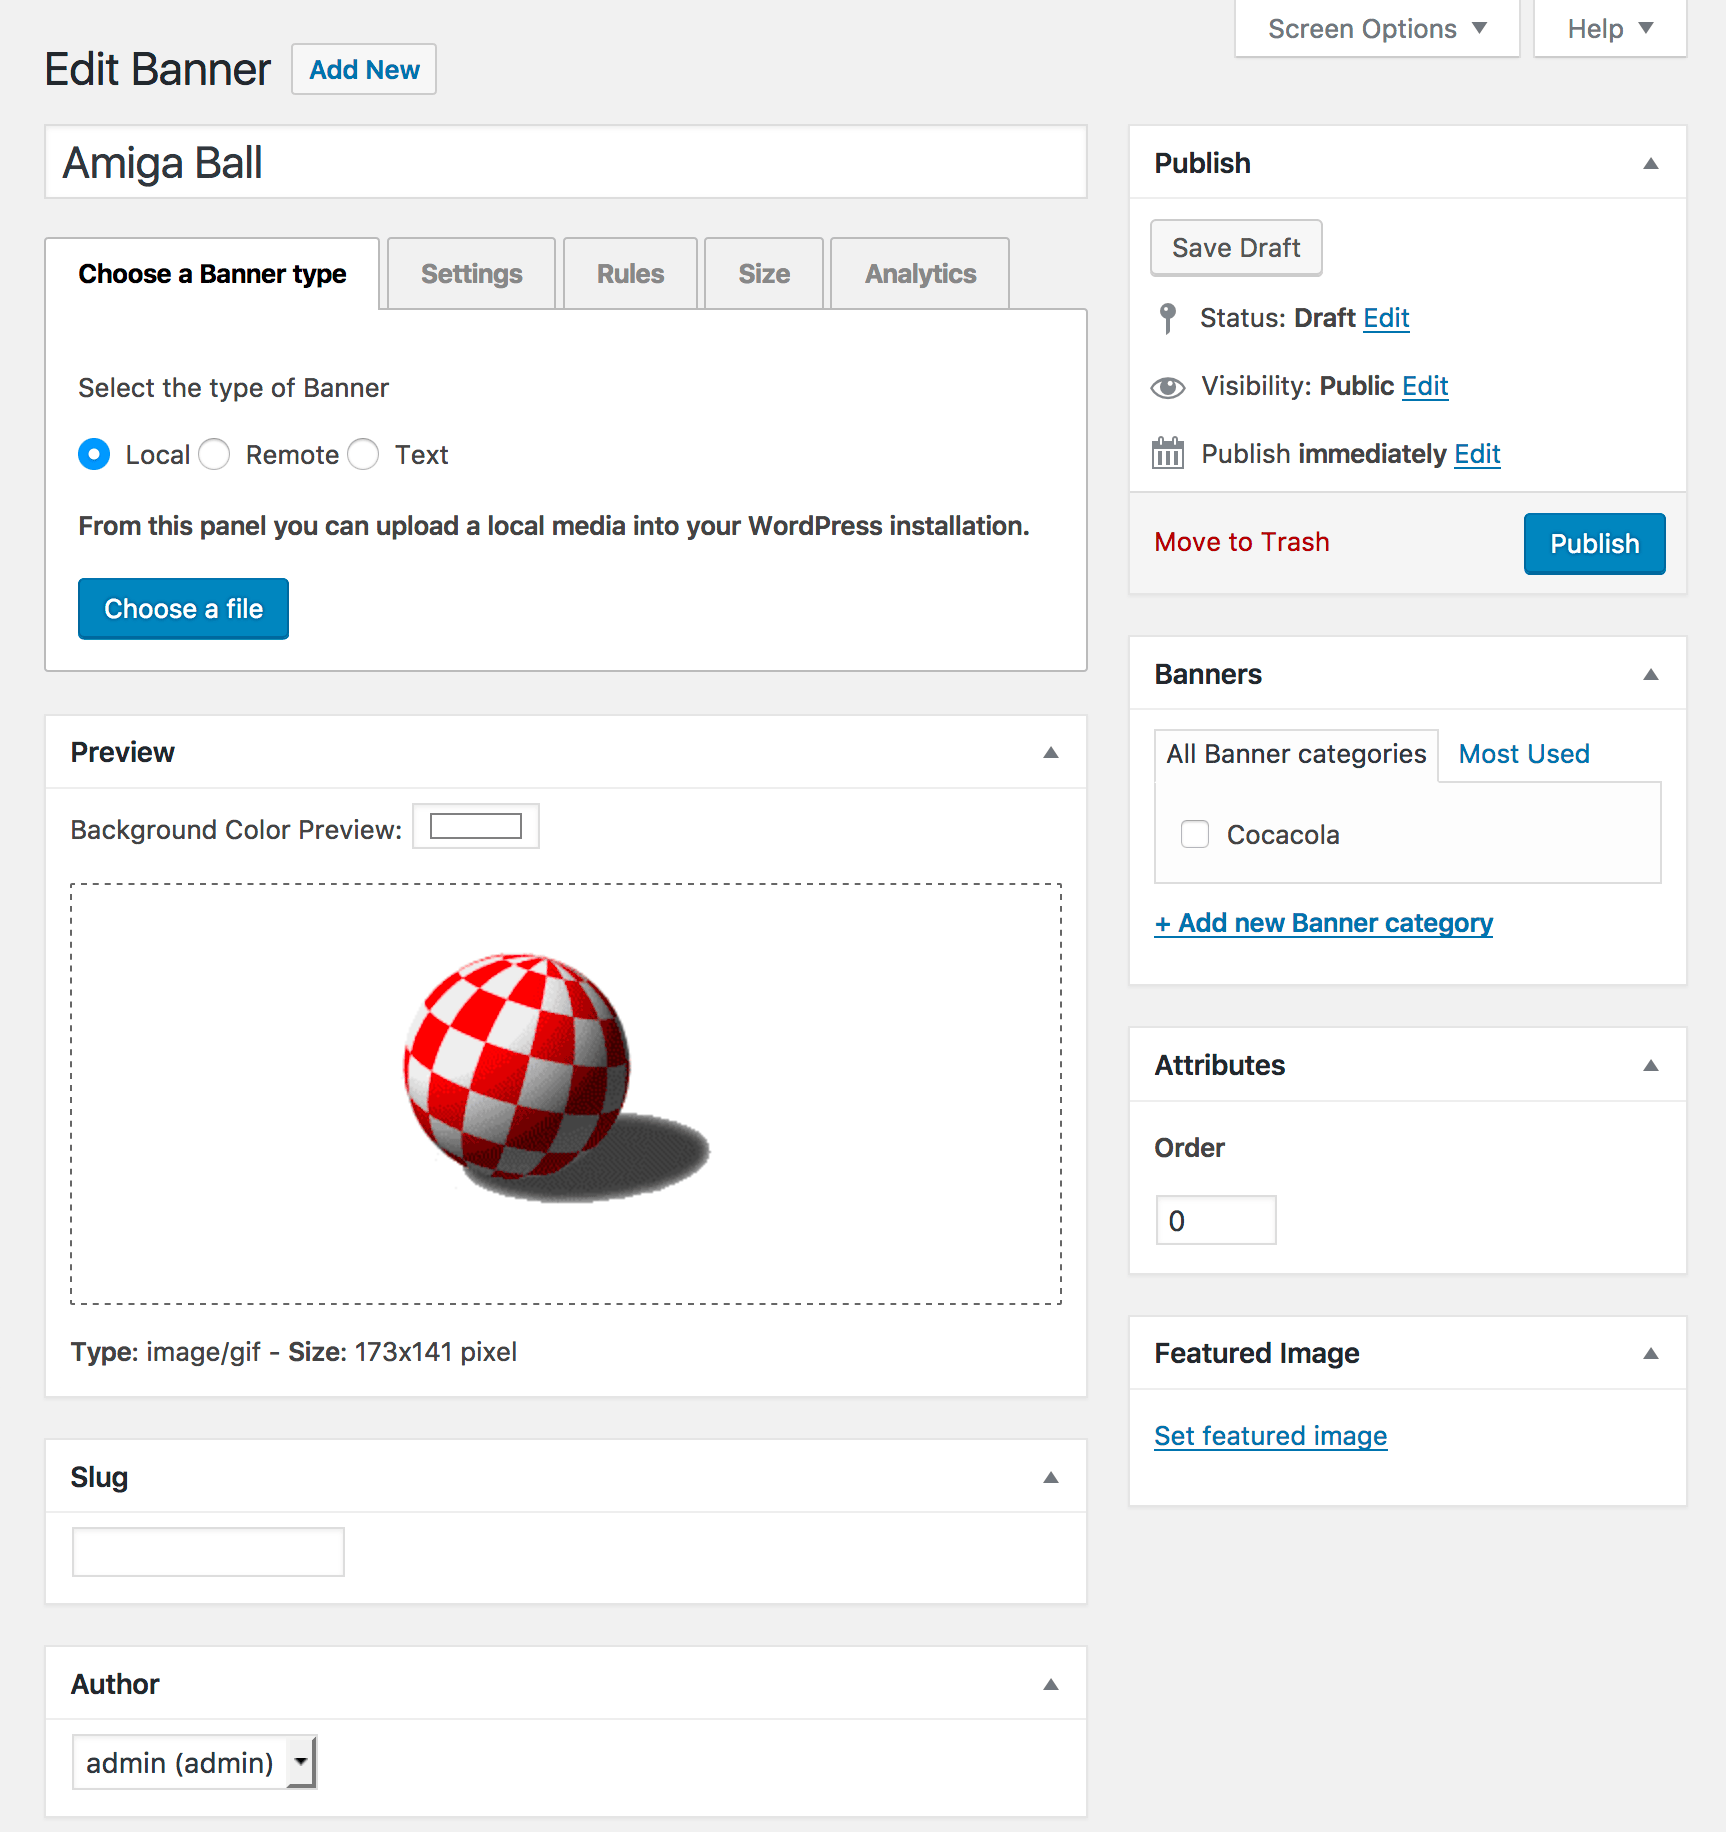 Screen Options
Help
Edit Banner
Add New
Amiga Ball
Choose a Banner type
Settings
Rules
Size
Analytics
Select the type of Banner
Local
Remote
Text
From this panel you can upload a local media into your WordPress installation.
Choose a file
Preview
Background Color Preview:
Type: image/gif - Size: 173x141 pixel
Slug
Author
admin (admin)
Publish
Save Draft
Status: Draft Edit
Visibility: Public Edit
Publish immediately Edit
Move to Trash
Publish
Banners
All Banner categories
Most Used
Cocacola
+ Add new Banner category
Attributes
Order
0
Featured Image
Set featured image